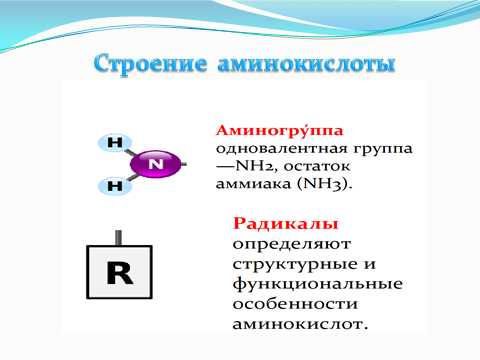 Строение аминокислоты
Аминогру́ппа
одновалентная группа
—NH2, остаток
аммиака (NH3).
H
N
H
Радикалы
определяют
структурные и
функциональные
особенности
аминокислот.
R